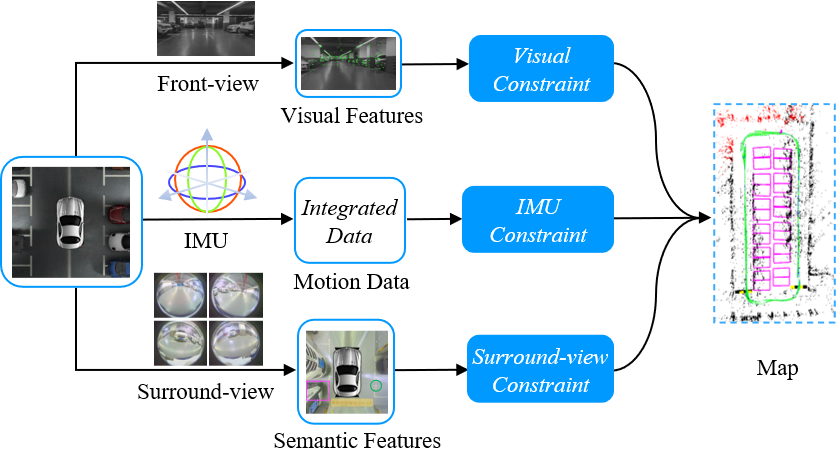 Front-view
Visual Features
Visual
Constraint
IMU
Integrated
Data
Motion Data
IMU
Constraint
Surround-view
Semantic Features
Surround-view
Constraint
Map